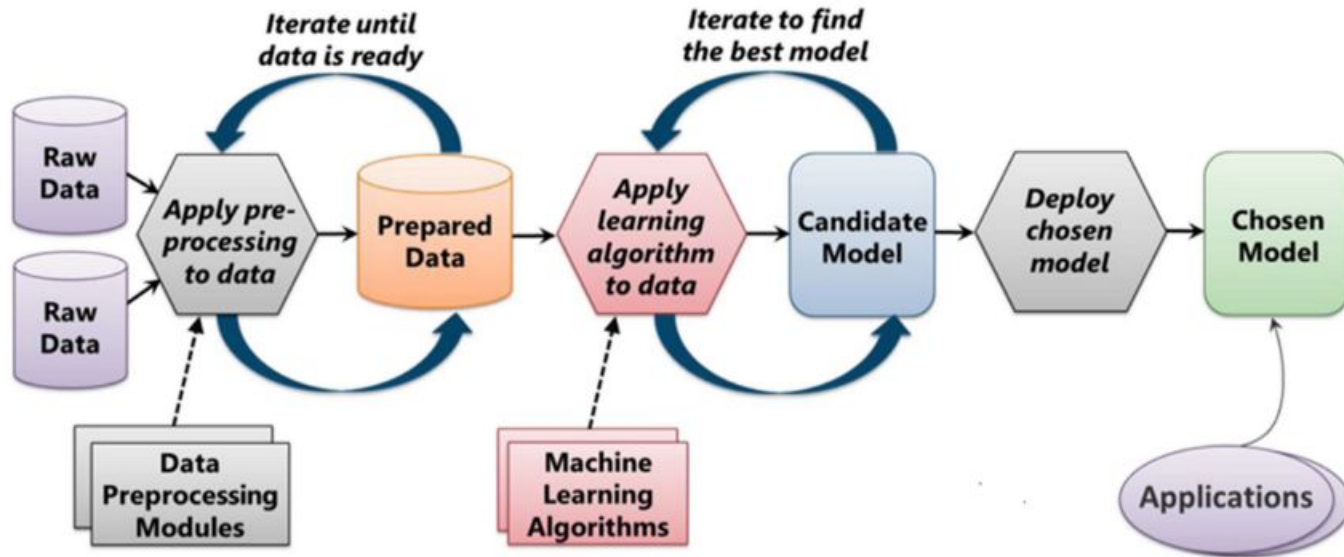 Iterate until
data is ready
Iterate to find
the best model
Raw
Data
Raw
Data
Apply pre-
processing
to data
Prepared
Data
Apply
learning
algorithm
to data
Candidate
Model
Deploy
chosen
model
Chosen
Model
Data
Preprocessing
Modules
Machine
Learning
Algorithms
Applications